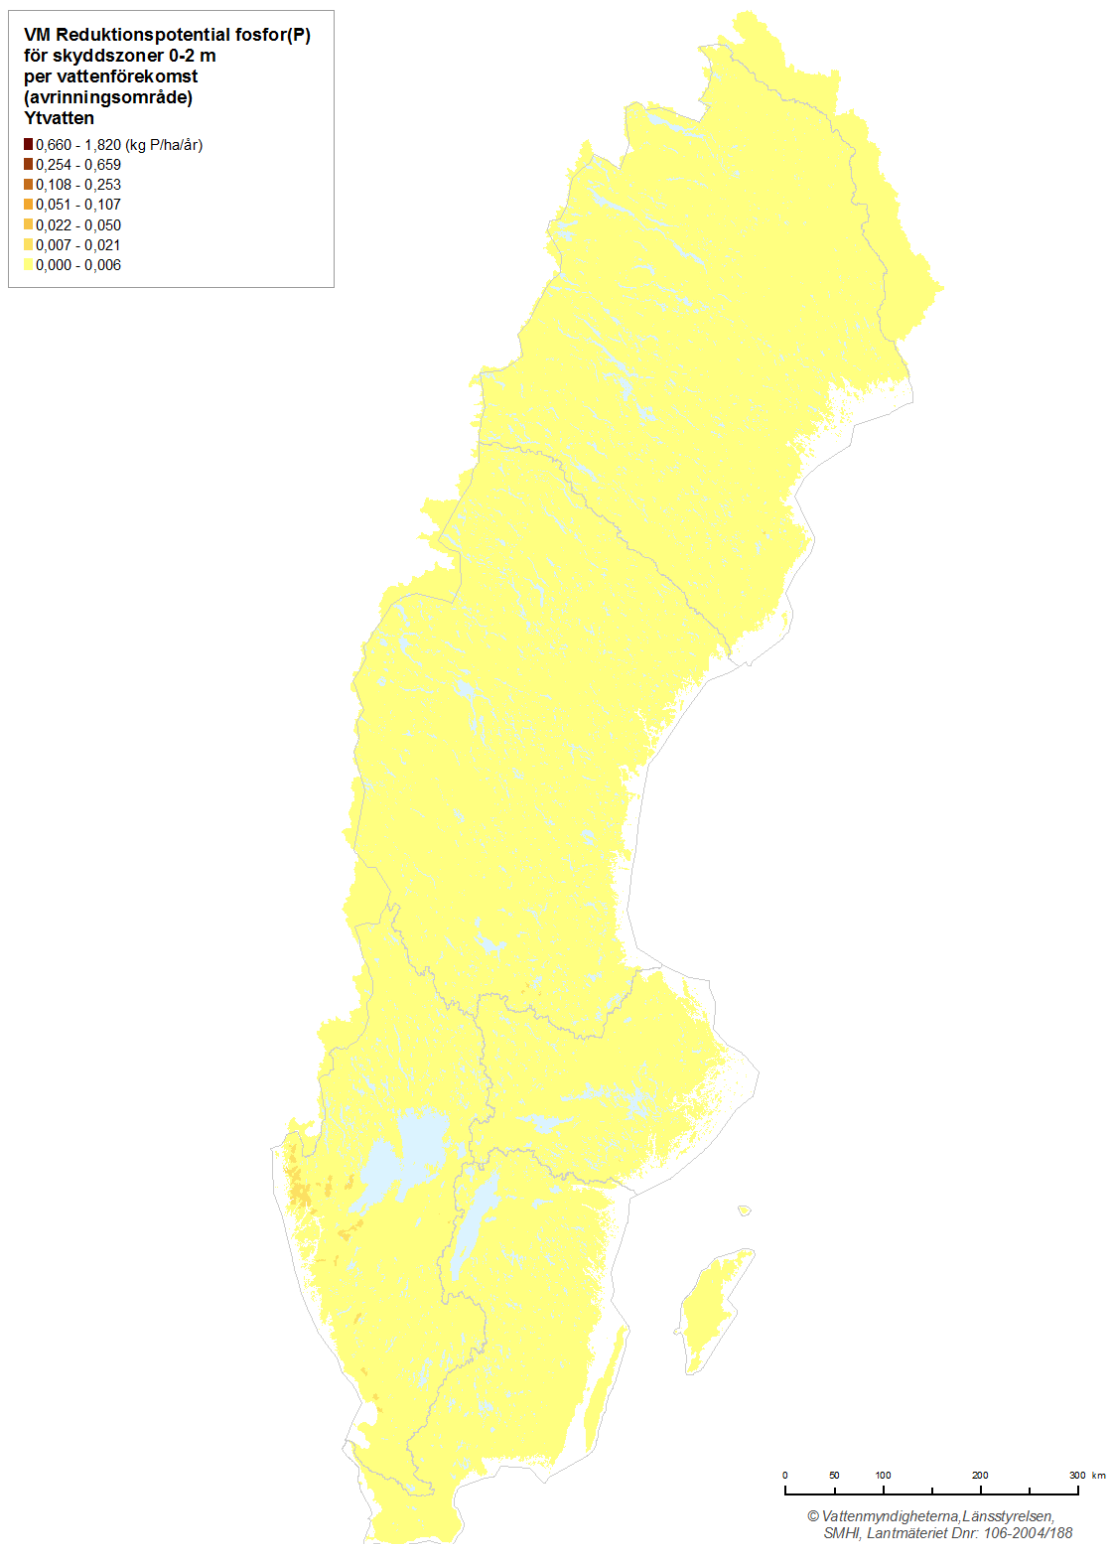 VM Reduktionspotential fosfor(P)
för skyddszoner 0-2 m
per vattenförekomst
(avrinningsområde)
Ytvatten
0,660 - 1,820 (kg P/ha/år)
0,254 - 0,659
0,108 - 0,253
0,051 - 0,107
0,022 - 0,050
0,007 - 0,021
0,000 - 0,006
0 50 100 200 300 km
© Vattenmyndigheterna,Länsstyrelsen,
SMHI, Lantmäteriet Dnr: 106-2004/188